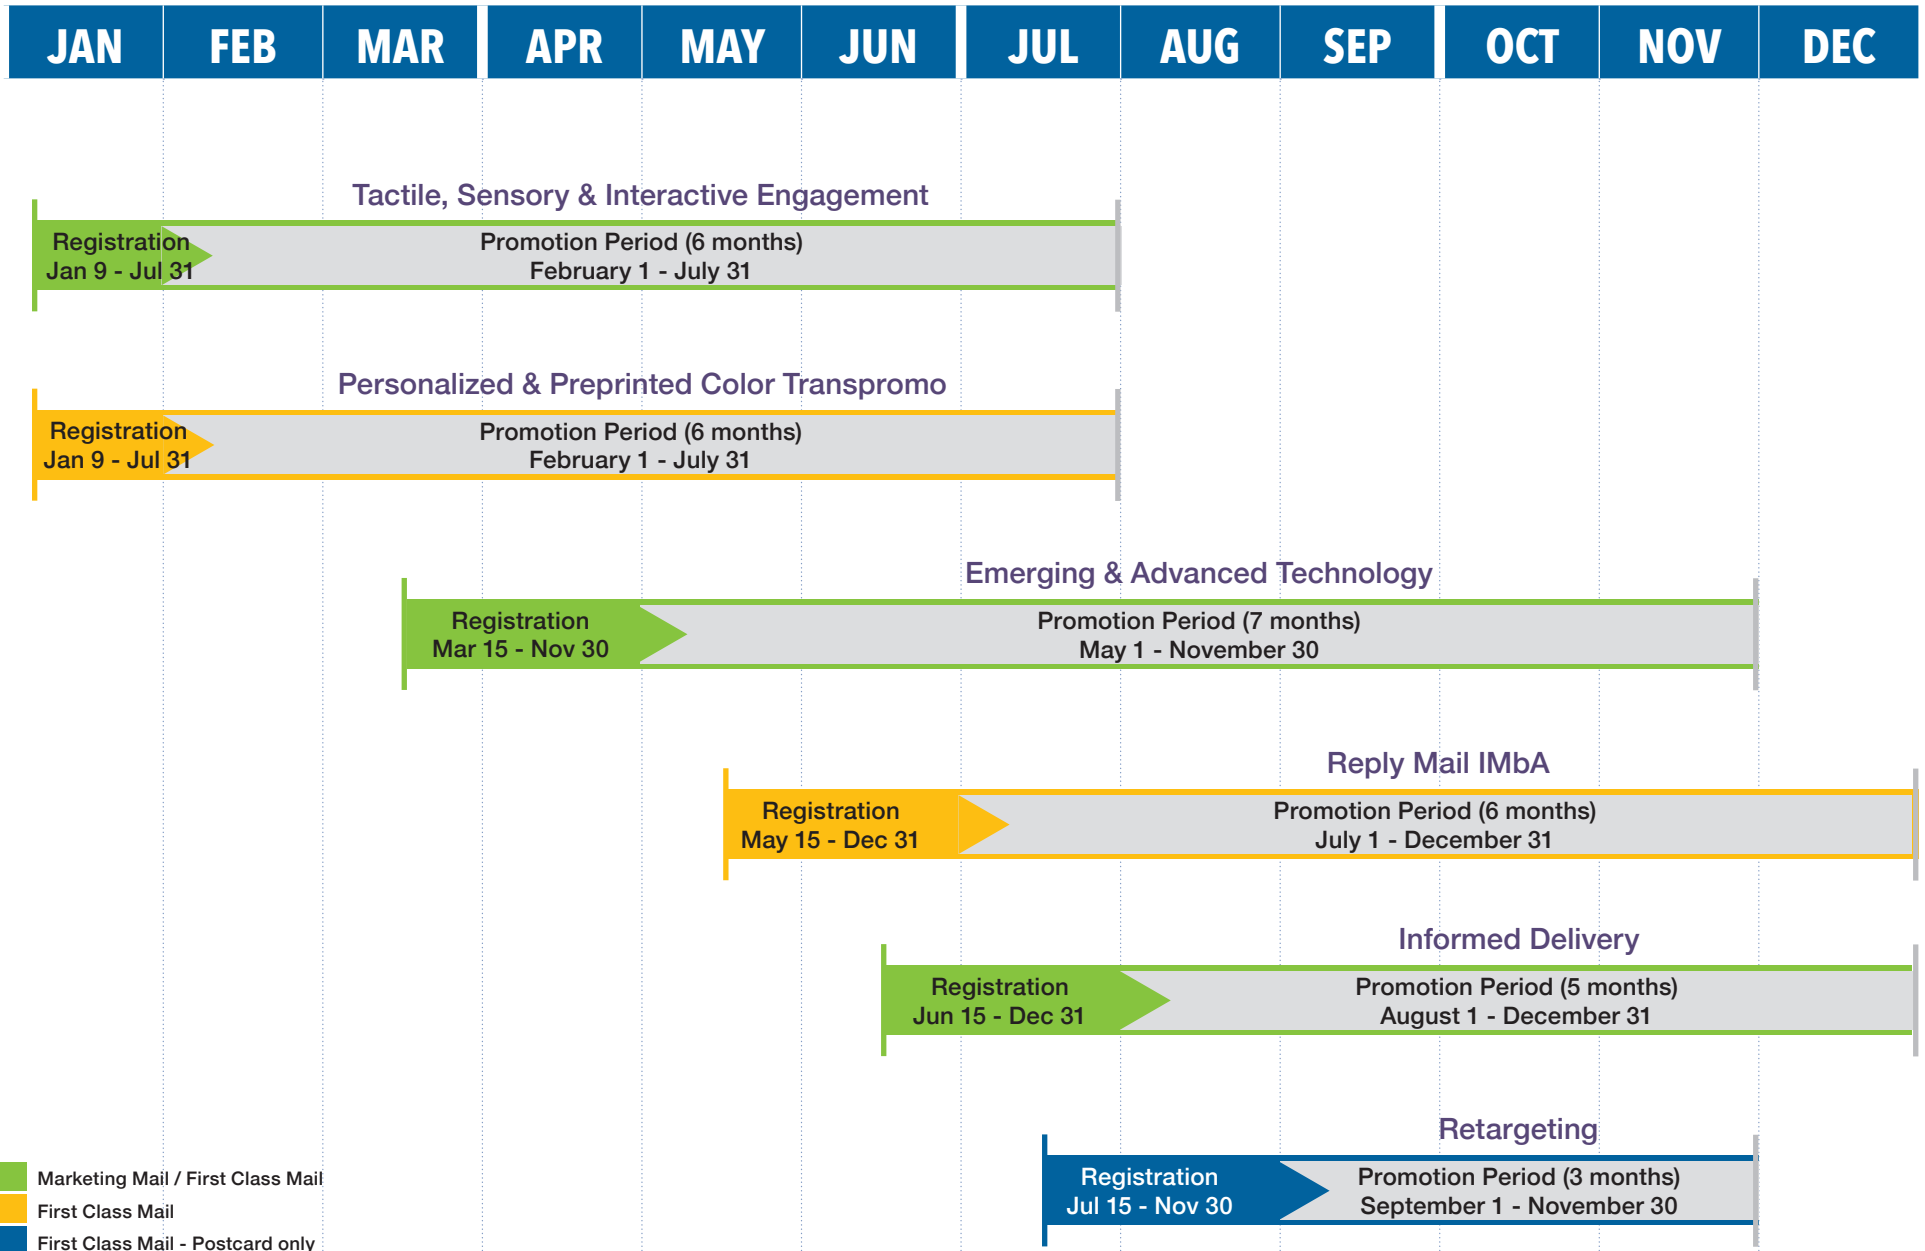 JAN FEB MAR APR MAY JUN JUL AUG SEP OCT NOV DEC
Tactile, Sensory & Interactive Engagement
Registration
Jan 9 - Jul 31
Promotion Period (6 months)
February 1 - July 31
Personalized & Preprinted Color Transpromo
Registration
Jan 9 - Jul 31
Promotion Period (6 months)
February 1 - July 31
Emerging & Advanced Technology
Registration
Mar 15 - Nov 30
Promotion Period (7 months)
May 1 - November 30
Reply Mail IMbA
Registration
May 15 - Dec 31
Promotion Period (6 months)
July 1 - December 31
Informed Delivery
Registration
Jun 15 - Dec 31
Promotion Period (5 months)
August 1 - December 31
Retargeting
Registration
Jul 15 - Nov 30
Promotion Period (3 months)
September 1 - November 30
Marketing Mail / First Class Mail
First Class Mail
First Class Mail - Postcard only